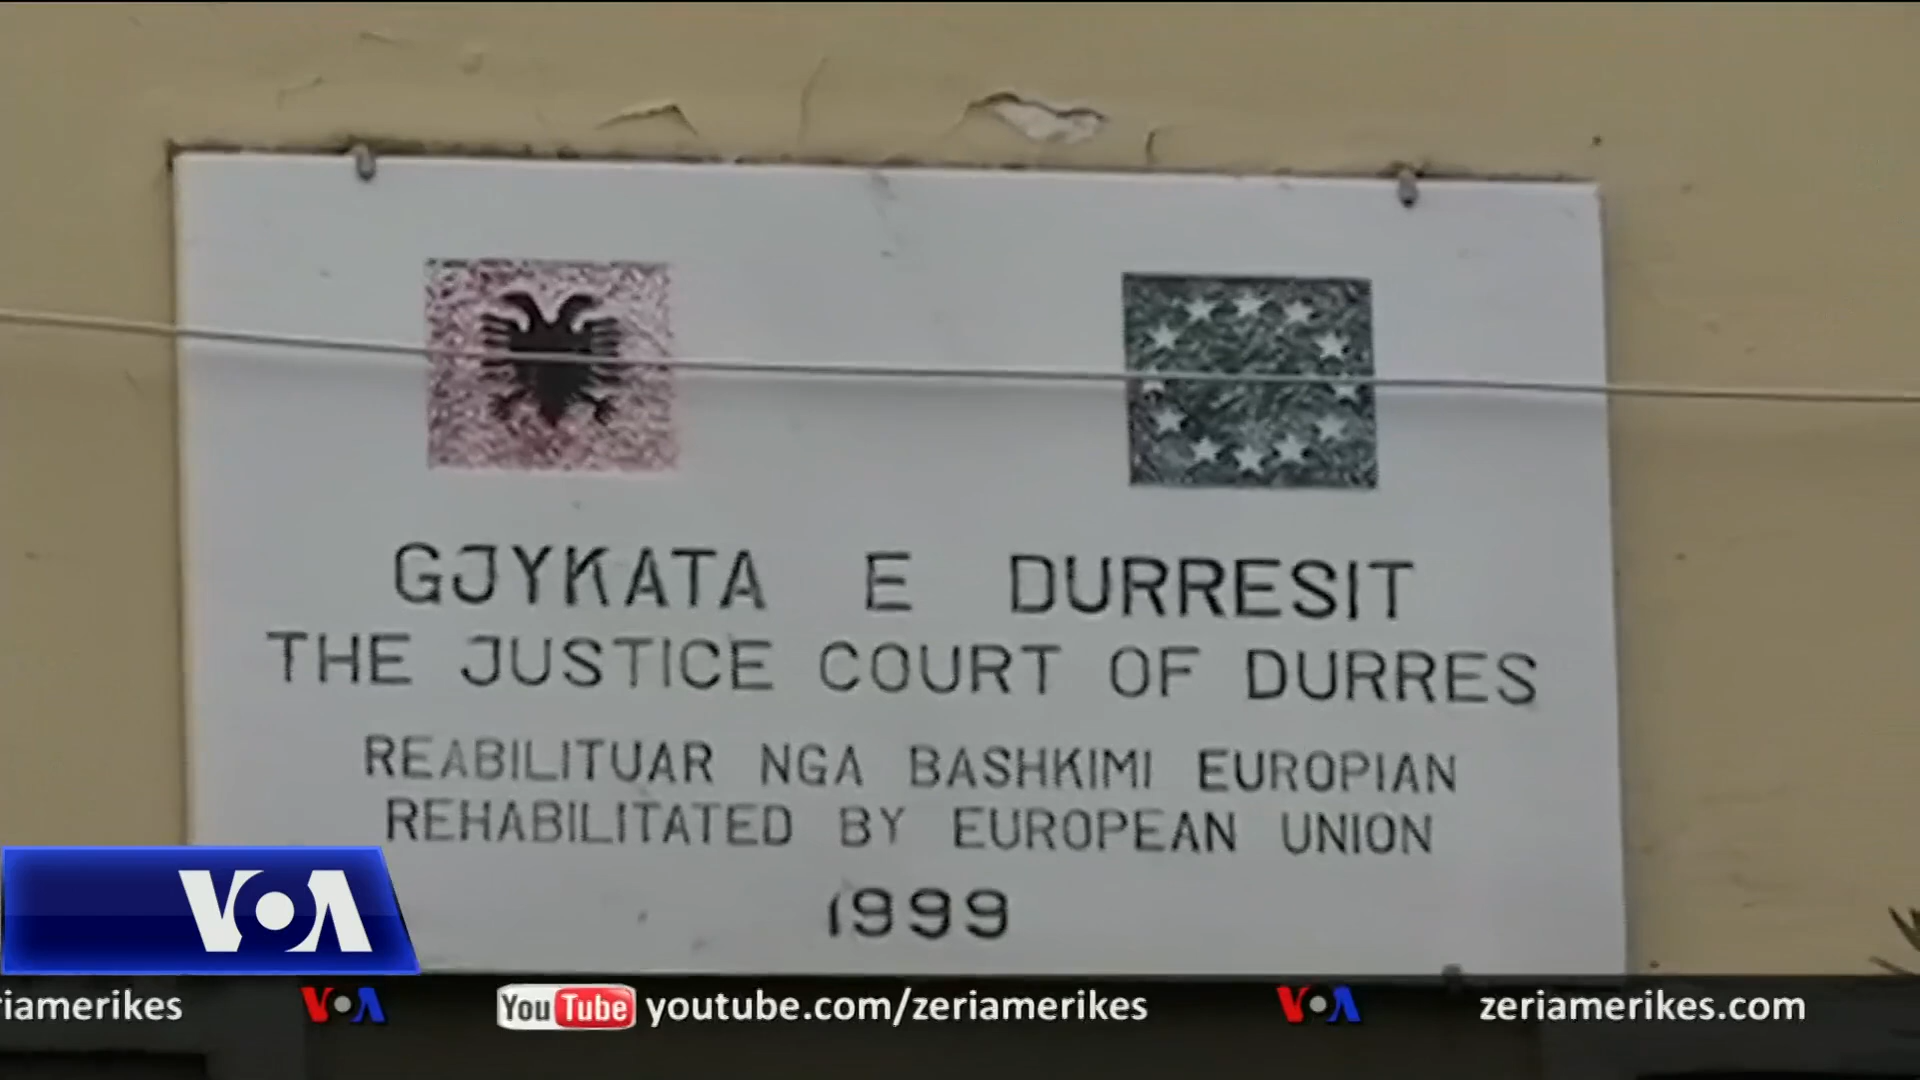 GJYKATA E DURRESIT
THE JUSTICE COURT OF DURRES
REABILITUAR NGA BASHKIMI EUROPIAN
REHABILITATED BY EUROPEAN UNION
1999
VOA
riamerikes VOA YouTube youtube.com/zeriamerikes VOA zeriamerikes.com